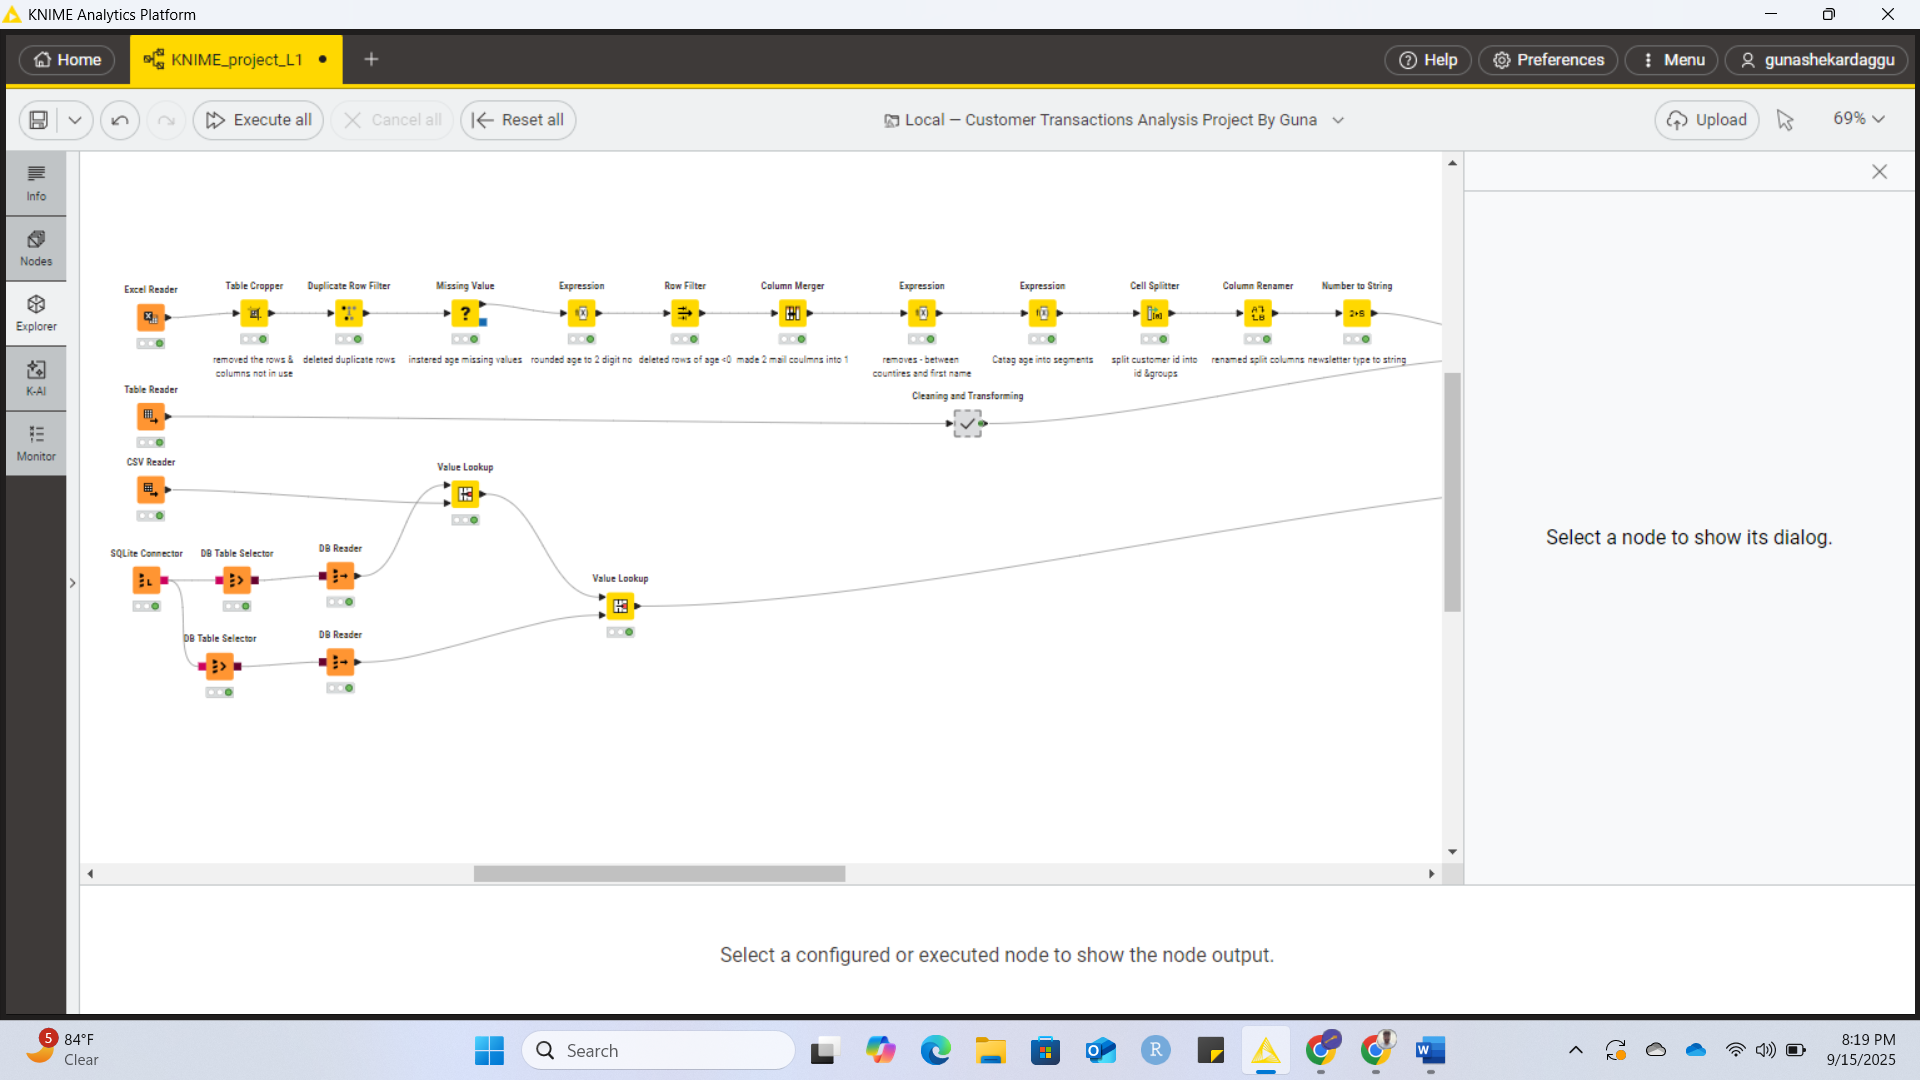 KNIME Analytics Platform
Home
KNIME_project_L1
Help
Preferences
Menu
gunashekardaggu
Execute all
Cancel all
Reset all
Local — Customer Transactions Analysis Project By Guna
Upload
69%
Info
Nodes
Explorer
K-AI
Monitor
Excel Reader
Table Cropper
Duplicate Row Filter
Missing Value
Expression
Row Filter
Column Merger
Expression
Expression
Cell Splitter
Column Renamer
Number to String
removed the rows &
columns not in use
deleted duplicate rows
instered age missing values
rounded age to 2 digit no
deleted rows of age <0
made 2 mail coulmns into 1
removes - between
countires and first name
Catag age into segments
split customer id into
id &groups
renamed split columns
newsletter type to string
Table Reader
Cleaning and Transforming
CSV Reader
Value Lookup
SQLite Connector
DB Table Selector
DB Reader
Value Lookup
DB Table Selector
DB Reader
Select a node to show its dialog.
Select a configured or executed node to show the node output.
5
84°F
Clear
Search
8:19 PM
9/15/2025